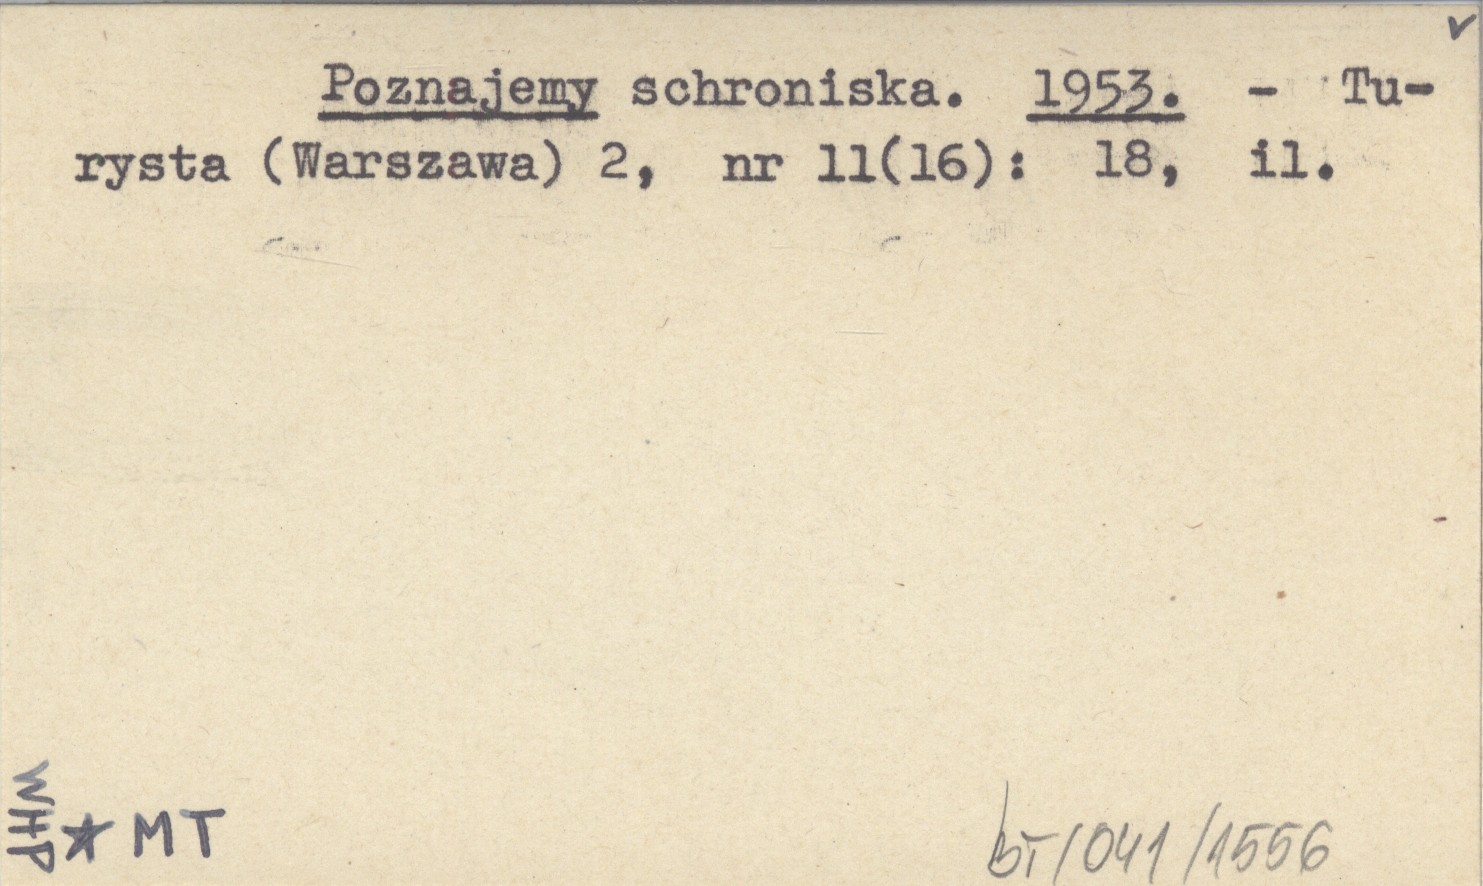 Poznajemy schroniska. 1953. - Tu-
rysta (Warszawa) 2, nr 11(16): 18, il.
WHP
MT
BT/041/1556